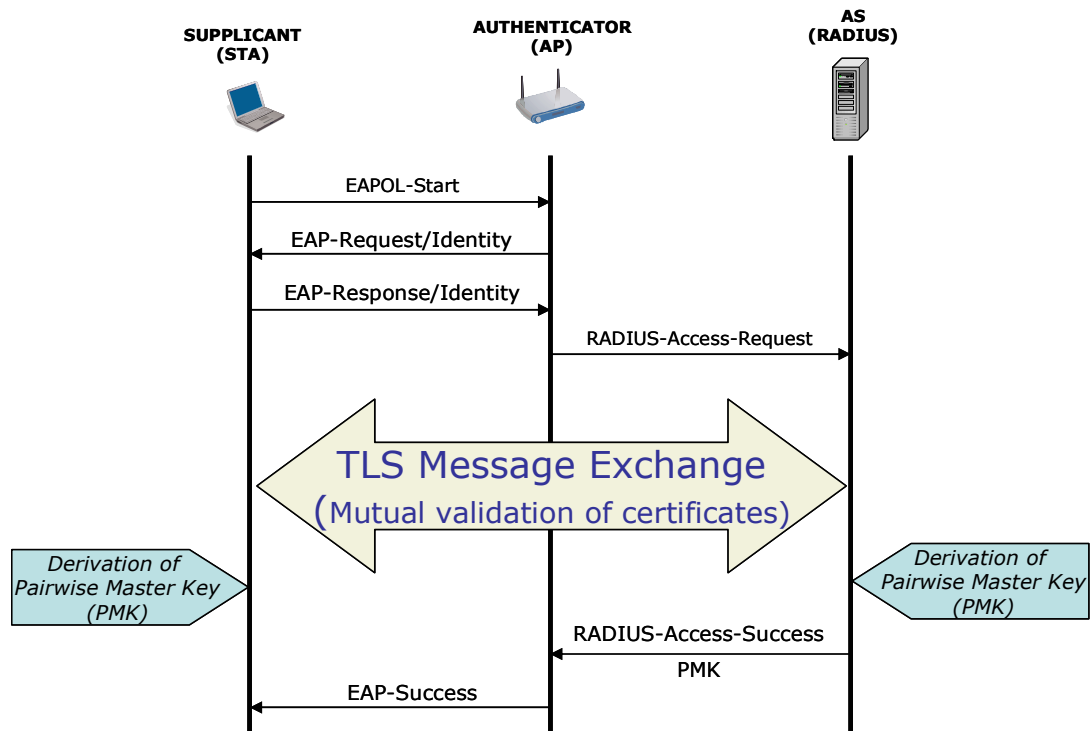 SUPPLICANT
(STA)
AUTHENTICATOR
(AP)
AS
(RADIUS)
EAPOL-Start
EAP-Request/Identity
EAP-Response/Identity
RADIUS-Access-Request
TLS Message Exchange
(Mutual validation of certificates)
Derivation of
Pairwise Master Key
(PMK)
Derivation of
Pairwise Master Key
(PMK)
RADIUS-Access-Success
PMK
EAP-Success